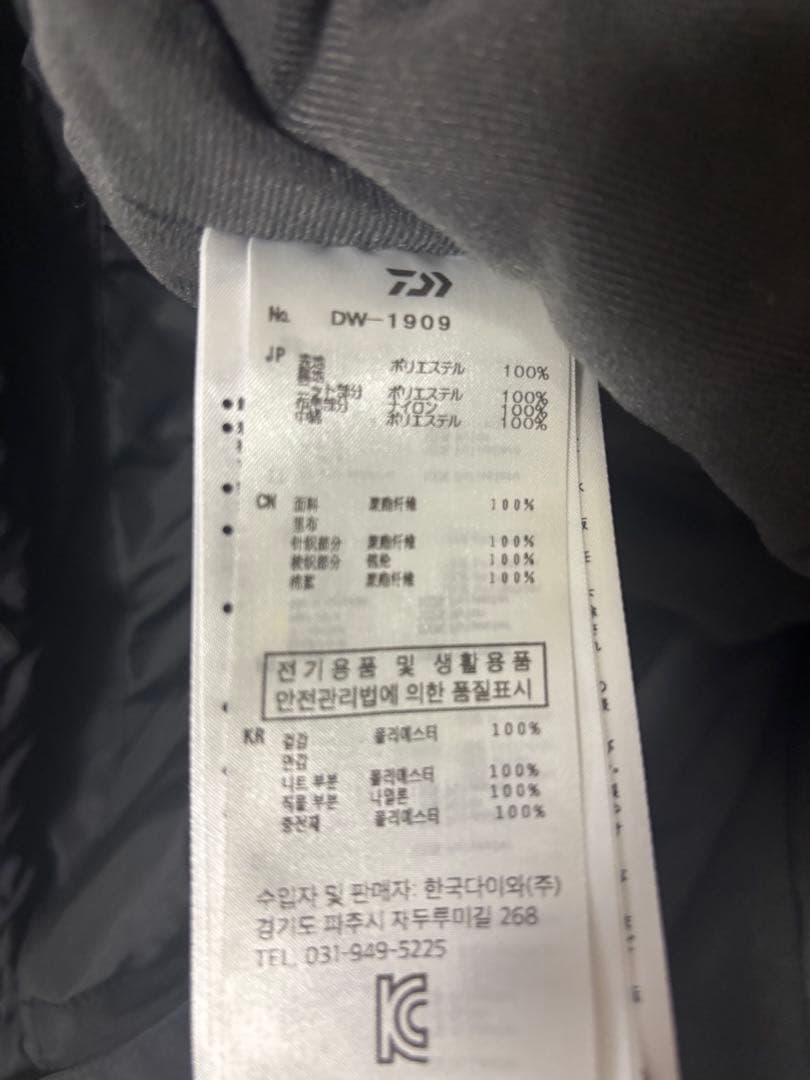 No. DW-1909
JP 表地 ポリエステル 100%
裏地
ニット部分 ポリエステル 100%
布帛部分 ナイロン 100%
中綿 ポリエステル 100%
CN 面料 聚酯纤维 100%
里布
针织部分 聚酯纤维 100%
梭织部分 锦纶 100%
棉絮 聚酯纤维 100%
전기용품 및 생활용품
안전관리법에 의한 품질표시
KR 겉감 폴리에스터 100%
안감
니트 부분 폴리에스터 100%
직물 부분 나일론 100%
충전재 폴리에스터 100%
수입자 및 판매자: 한국다이와(주)
경기도 파주시 자두루미길 268
TEL. 031-949-5225
KC